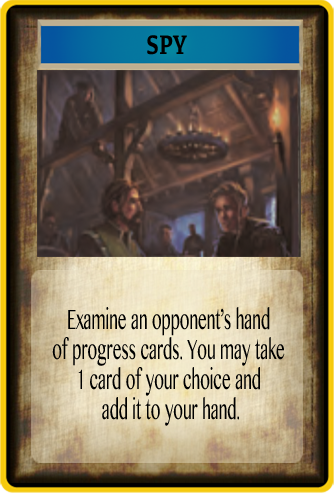 SPY
Examine an opponent's hand
of progress cards. You may take
1 card of your choice and
add it to your hand.